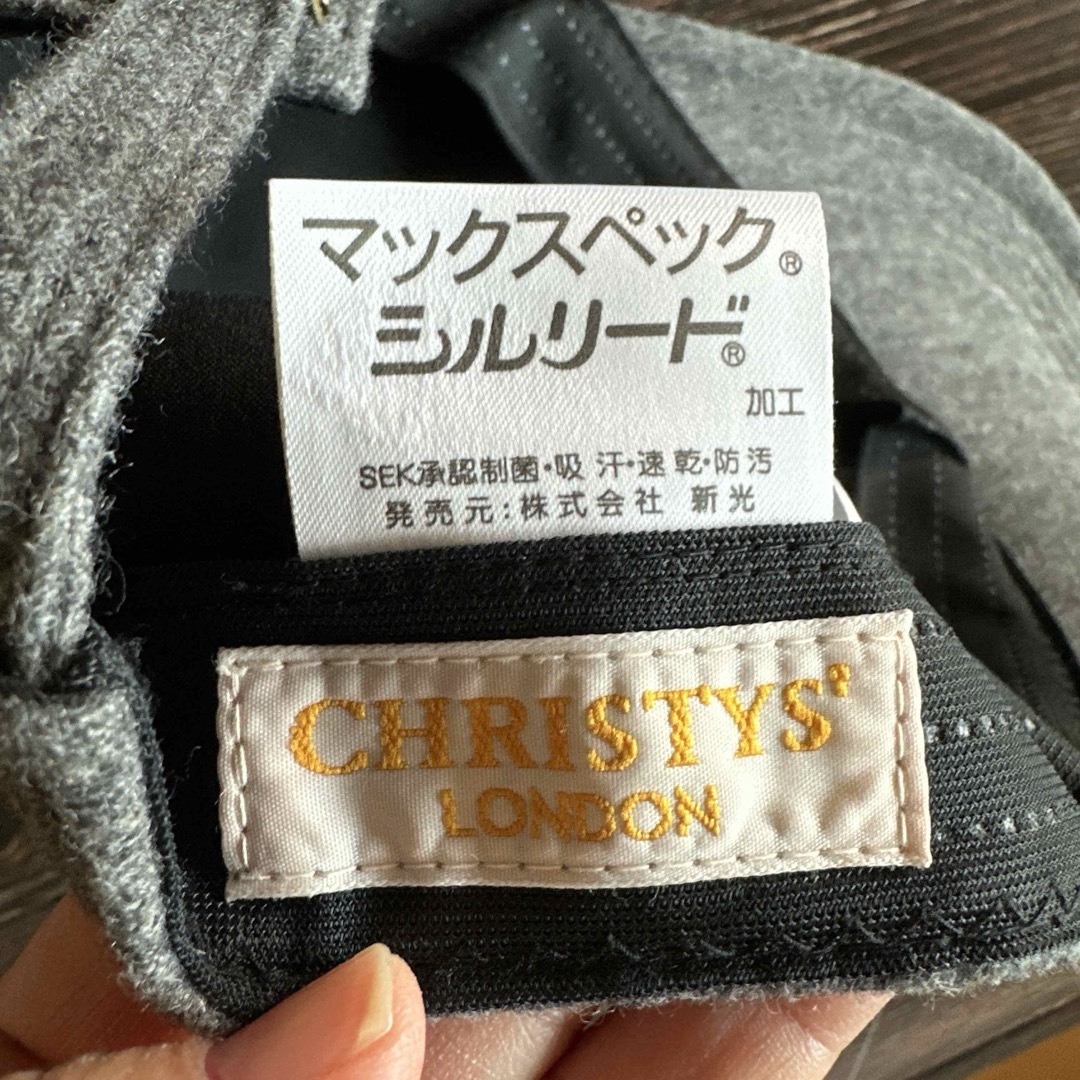 マックスペック®
シルリード®
加工
SEK承認制菌・吸汗・速乾・防汚
発売元:株式会社 新光
CHRISTYS'
LONDON